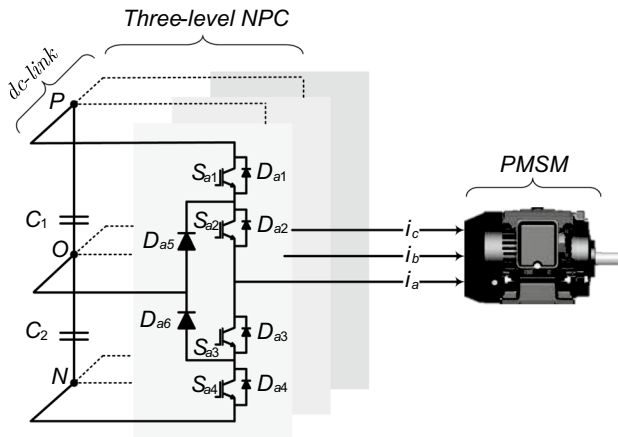 Three-level NPC
dc-link
P
Sa1 Da1
PMSM
C1
Sa2 Da2
ic
Da5
O
ib
ia
Da6
C2
Da3
Sa3
N
Sa4 Da4